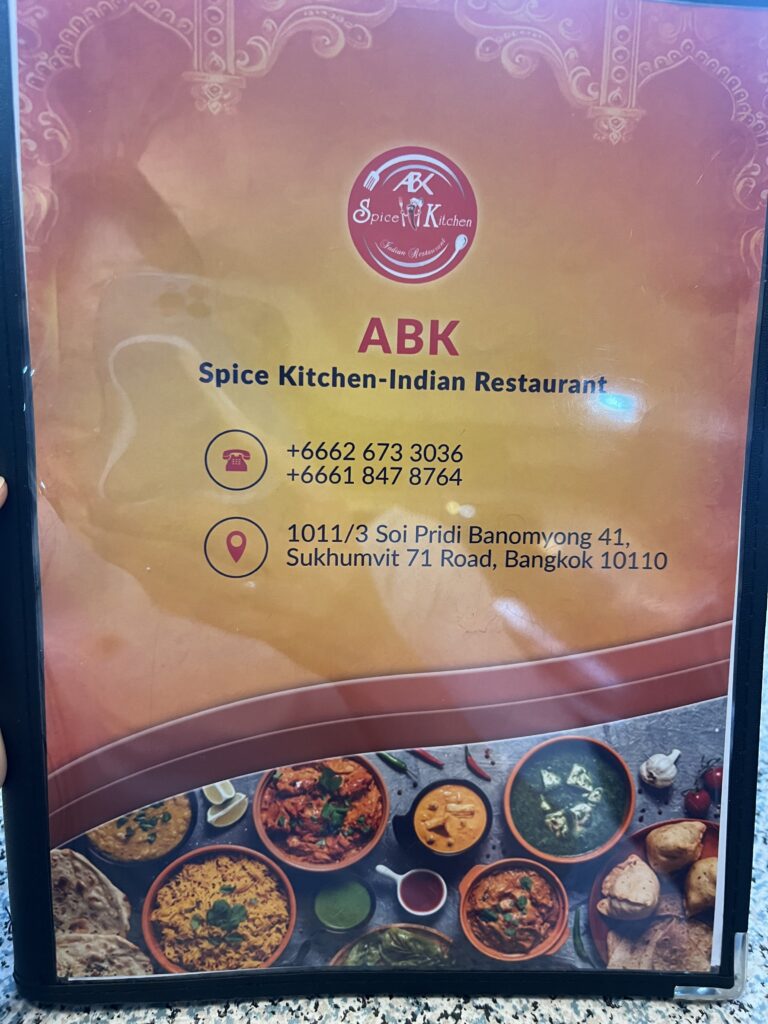 ABK
Spice Kitchen
Indian Restaurant
ABK
Spice Kitchen-Indian Restaurant
+6662 673 3036
+6661 847 8764
1011/3 Soi Pridi Banomyong 41,
Sukhumvit 71 Road, Bangkok 10110